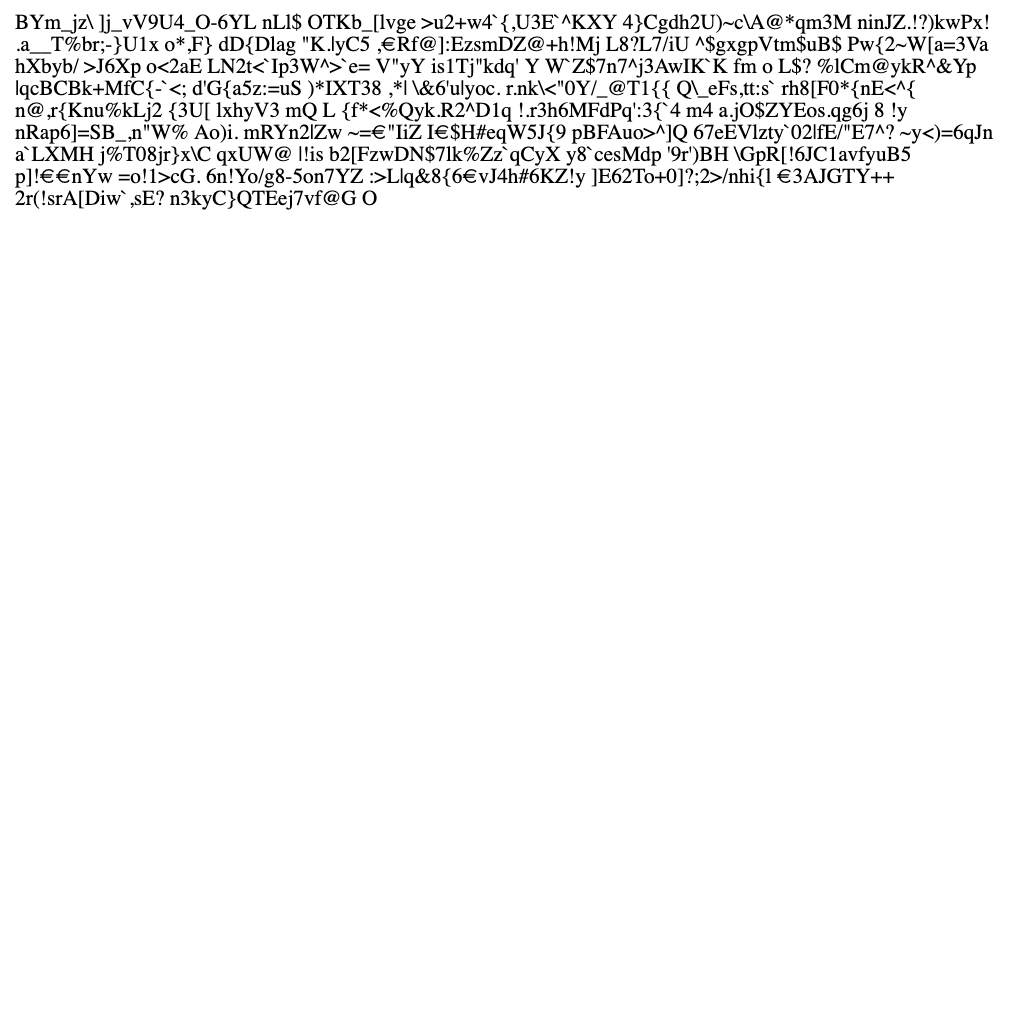 BYm_jz\ ]j_vV9U4_O-6YL nLl$ OTKb_[lvge >u2+w4`{,U3E`^KXY 4}Cgdh2U)~c\A@*qm3M ninJZ.!?)kwPx!
.a__T%br;-}U1x o*,F} dD{Dlag "K.lyC5 ,€Rf@]:EzsmDZ@+h!Mj L8?L7/iU ^$gxgpVtm$uB$ Pw{2~W[a=3Va
hXbyb/ >J6Xp o<2aE LN2t<`Ip3W^>`e= V"yY is1Tj"kdq' Y W`Z$7n7^j3AwIK`K fm o L$? %lCm@ykR^&Yp
lqcBCBk+MfC{-`<; d'G{a5z:=uS )*IXT38 ,*| \&6'u|yoc. r.nk\<"0Y/_@T1{{ Q\_eFs,tt:s` rh8[F0*{nE<^{
n@,r{Knu%kLj2 {3U[ lxhyV3 mQ L {f*<%Qyk.R2^D1q !.r3h6MFdPq':3{`4 m4 a.jO$ZYEos.qg6j 8 !y
nRap6]=SB_,n"W% Ao)i. mRYn2lZw ~=€"IiZ I€$H#eqW5J{9 pBFAuo>^]Q 67eEVlzty`02lfE/"E7^? ~y<)=6qJn
a`LXMH j%T08jr}x\C qxUW@ |!is b2[FzwDN$7lk%Zz`qCyX y8`cesMdp '9r')BH \GpR[!6JC1avfyuB5
p]!€€nYw =o!1>cG. 6n!Yo/g8-5on7YZ :>L|q&8{6€vJ4h#6KZ!y ]E62To+0]?;2>/nhi{l €3AJGTY++
2r(!srA[Diw`,sE? n3kyC}QTEej7vf@G O